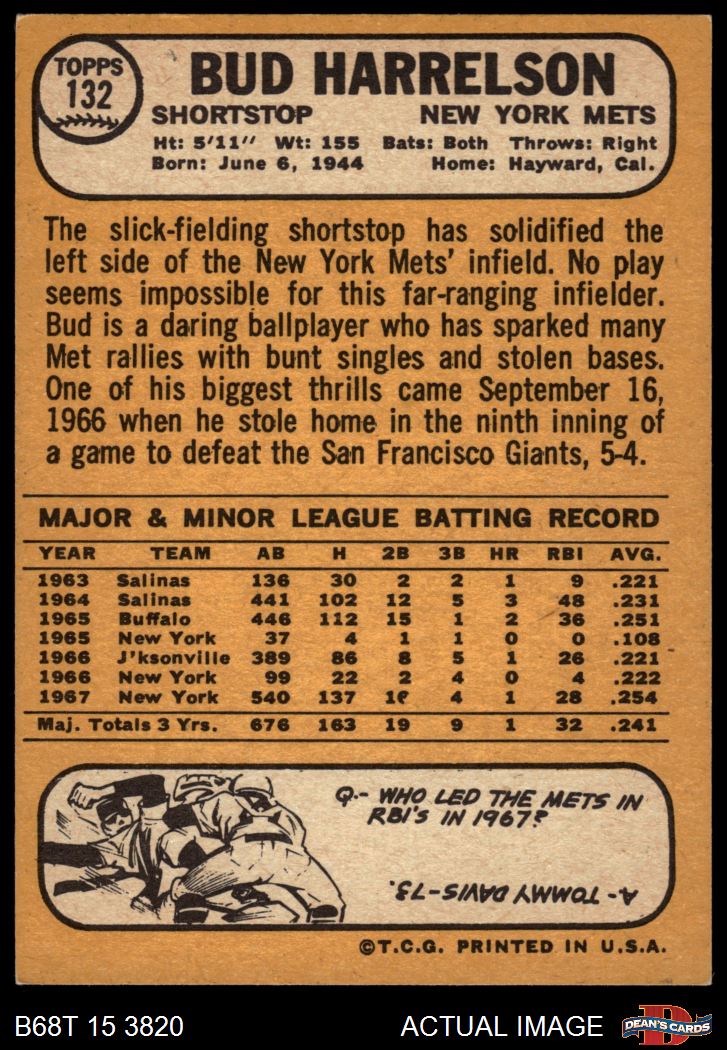 TOPPS
132
BUD HARRELSON
SHORTSTOP NEW YORK METS
Ht: 5'11" Wt: 155 Bats: Both Throws: Right
Born: June 6, 1944 Home: Hayward, Cal.
The slick-fielding shortstop has solidified the
left side of the New York Mets' infield. No play
seems impossible for this far-ranging infielder.
Bud is a daring ballplayer who has sparked many
Met rallies with bunt singles and stolen bases.
One of his biggest thrills came September 16,
1966 when he stole home in the ninth inning of
a game to defeat the San Francisco Giants, 5-4.
MAJOR & MINOR LEAGUE BATTING RECORD
YEAR TEAM AB H 2B 3B HR RBI AVG.
1963 Salinas 136 30 2 2 1 9 .221
1964 Salinas 441 102 12 5 3 48 .231
1965 Buffalo 446 112 15 1 2 36 .251
1965 New York 37 4 1 1 0 0 .108
1966 J'ksonville 389 86 8 5 1 26 .221
1966 New York 99 22 2 4 0 4 .222
1967 New York 540 137 16 4 1 28 .254
Maj. Totals 3 Yrs. 676 163 19 9 1 32 .241
Q.- WHO LED THE METS IN
RBI'S IN 1967?
A- TOMMY DAVIS-73.
©T.C.G. PRINTED IN U.S.A.
B68T 15 3820 ACTUAL IMAGE
D
DEAN'S CARDS